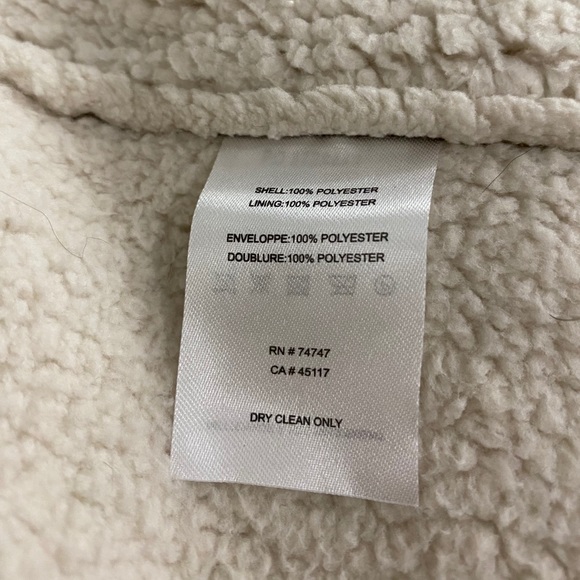 SHELL:100% POLYESTER
LINING:100% POLYESTER
ENVELOPPE:100% POLYESTER
DOUBLURE:100% POLYESTER
RN # 74747
CA # 45117
DRY CLEAN ONLY